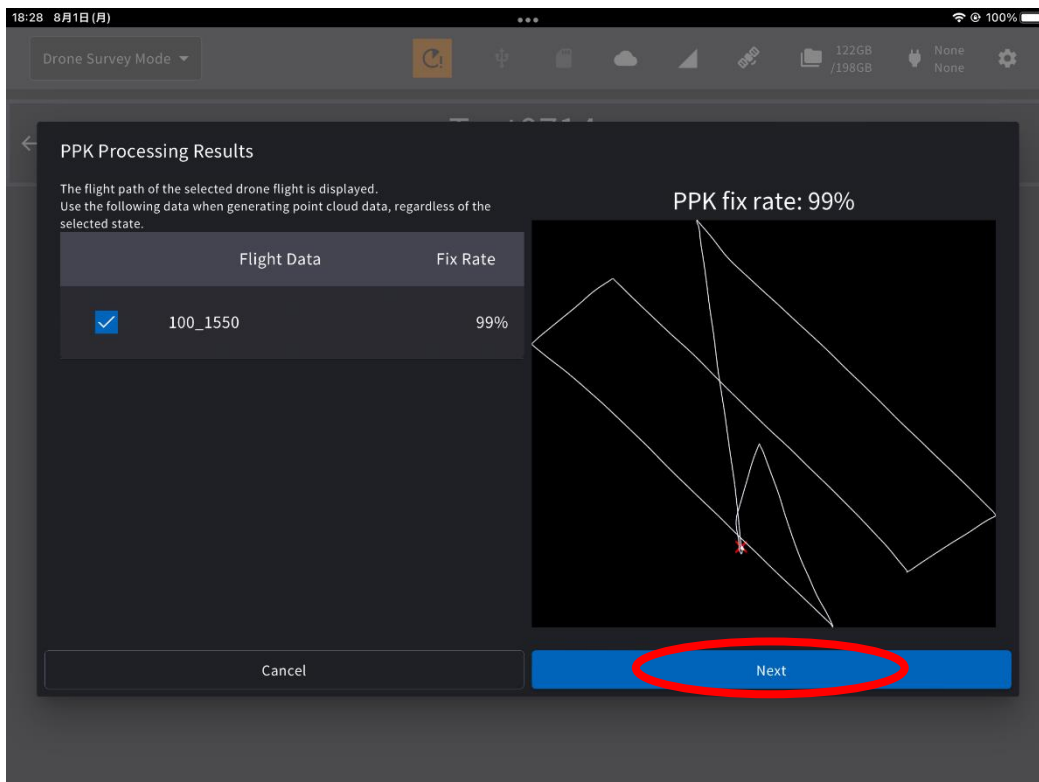 18:28 8月1日(月)
100%
Drone Survey Mode
122GB
/198GB
None
None
PPK Processing Results
The flight path of the selected drone flight is displayed.
Use the following data when generating point cloud data, regardless of the
selected state.
PPK fix rate: 99%
Flight Data Fix Rate
100_1550 99%
Cancel
Next